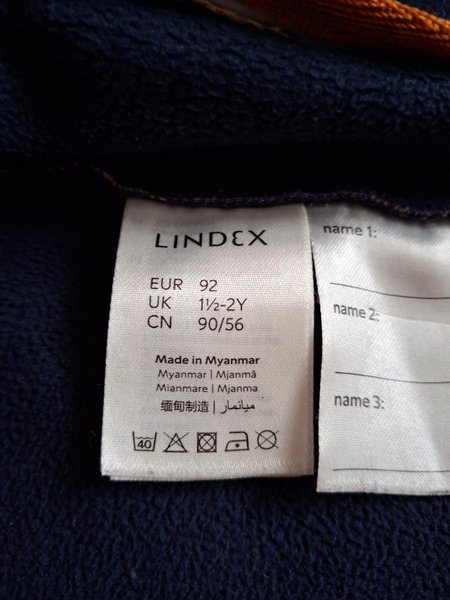 LINDEX
EUR 92
UK 1½-2Y
CN 90/56
Made in Myanmar
Myanmar | Mjanmā
Mianmare | Mjanma
缅甸制造 | ميانمار
40
name 1:
name 2:
name 3: